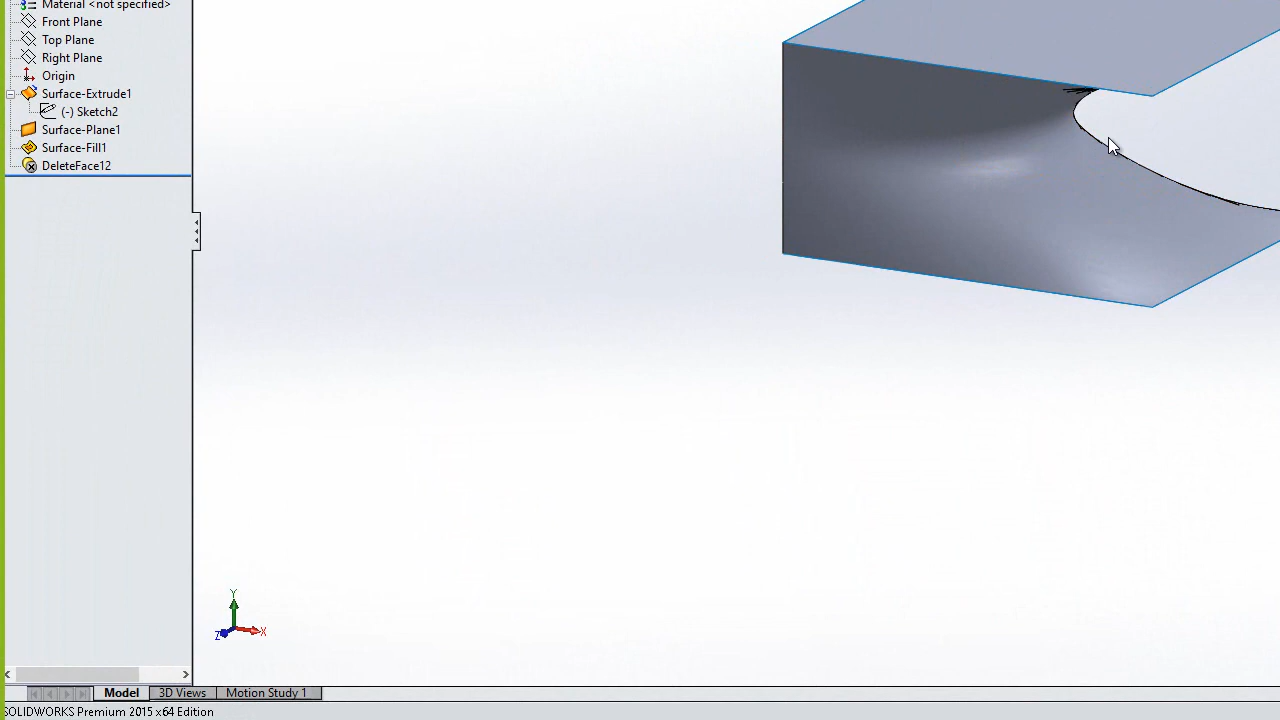 Material <not specified>
Front Plane
Top Plane
Right Plane
Origin
Surface-Extrude1
(-) Sketch2
Surface-Plane1
Surface-Fill1
DeleteFace12
Y
Z X
Model 3D Views Motion Study 1
SOLIDWORKS Premium 2015 x64 Edition